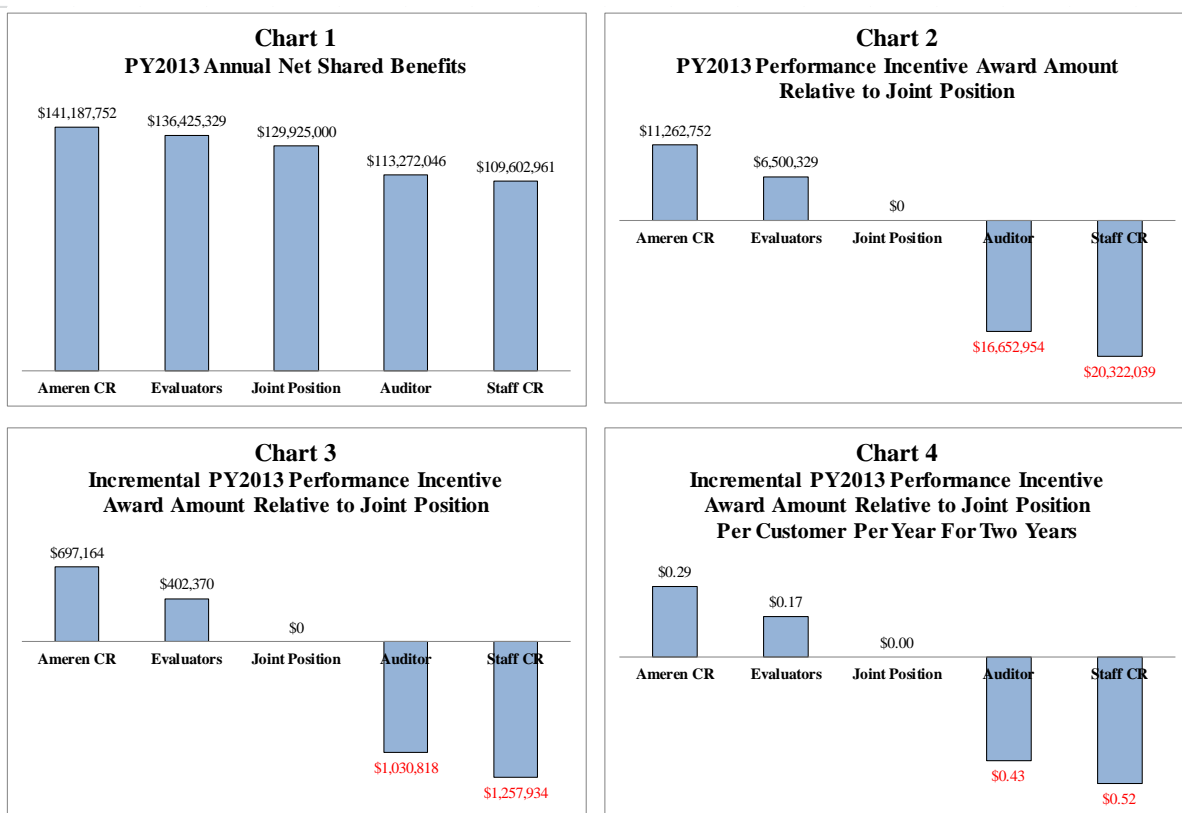 Chart 1
PY2013 Annual Net Shared Benefits
$141,187,752
$136,425,329
$129,925,000
$113,272,046
$109,602,961
Ameren CR
Evaluators
Joint Position
Auditor
Staff CR
Chart 2
PY2013 Performance Incentive Award Amount
Relative to Joint Position
$11,262,752
$6,500,329
$0
Ameren CR
Evaluators
Joint Position
Auditor
Staff CR
$16,652,954
$20,322,039
Chart 3
Incremental PY2013 Performance Incentive
Award Amount Relative to Joint Position
$697,164
$402,370
$0
Ameren CR
Evaluators
Joint Position
Auditor
Staff CR
$1,030,818
$1,257,934
Chart 4
Incremental PY2013 Performance Incentive
Award Amount Relative to Joint Position
Per Customer Per Year For Two Years
$0.29
$0.17
$0.00
Ameren CR
Evaluators
Joint Position
Auditor
Staff CR
$0.43
$0.52